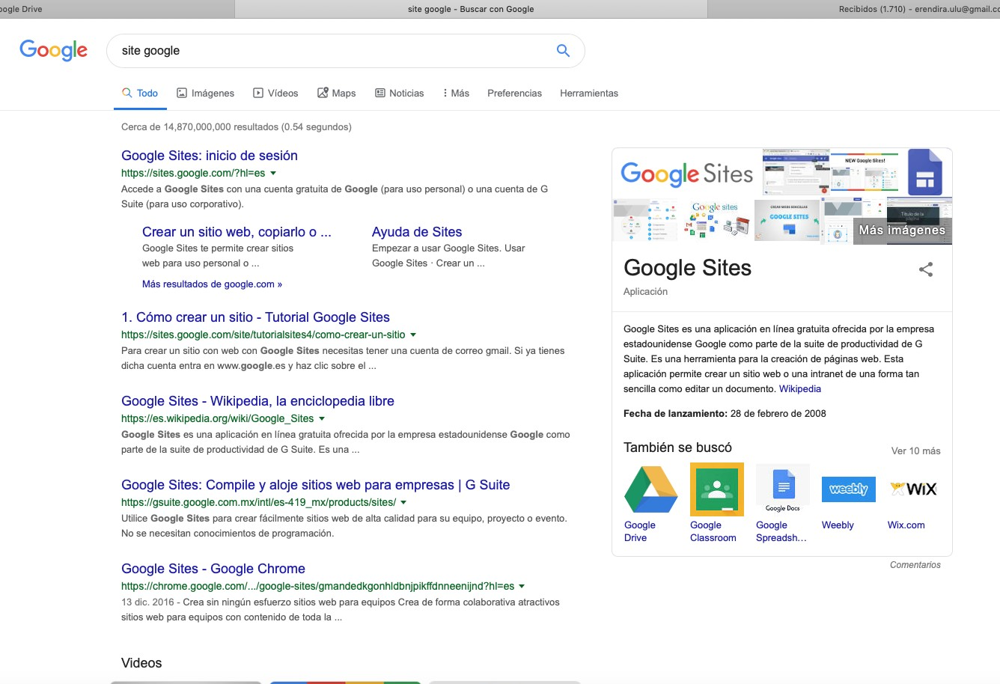 oogle Drive
site google - Buscar con Google
Recibidos (1.710) - erendira.ulu@gmail.co
Google
site google
Todo
Imágenes
Vídeos
Maps
Noticias
Más
Preferencias
Herramientas
Cerca de 14,870,000,000 resultados (0.54 segundos)
Google Sites: inicio de sesión
https://sites.google.com/?hl=es
Accede a Google Sites con una cuenta gratuita de Google (para uso personal) o una cuenta de G
Suite (para uso corporativo).
Crear un sitio web, copiarlo o ...
Google Sites te permite crear sitios
web para uso personal o ...
Ayuda de Sites
Empezar a usar Google Sites. Usar
Google Sites · Crear un ...
Más resultados de google.com »
1. Cómo crear un sitio - Tutorial Google Sites
https://sites.google.com/site/tutorialsites4/como-crear-un-sitio
Para crear un sitio con web con Google Sites necesitas tener una cuenta de correo gmail. Si ya tienes
dicha cuenta entra en www.google.es y haz clic sobre el ...
Google Sites - Wikipedia, la enciclopedia libre
https://es.wikipedia.org/wiki/Google_Sites
Google Sites es una aplicación en línea gratuita ofrecida por la empresa estadounidense Google como
parte de la suite de productividad de G Suite. Es una ...
Google Sites: Compile y aloje sitios web para empresas | G Suite
https://gsuite.google.com.mx/intl/es-419_mx/products/sites/
Utilice Google Sites para crear fácilmente sitios web de alta calidad para su equipo, proyecto o evento.
No se necesitan conocimientos de programación.
Google Sites - Google Chrome
https://chrome.google.com/.../google-sites/gmandedkgonhldbnjpikffdnneenijnd?hl=es
13 dic. 2016 - Crea sin ningún esfuerzo sitios web para equipos Crea de forma colaborativa atractivos
sitios web para equipos con contenido de toda la ...
Videos
Google Sites
NEW Google Sites!
Google sites
CREAR WEBS SENCILLAS
GOOGLE SITES
Título de la
Más imágenes
Google Sites
Aplicación
Google Sites es una aplicación en línea gratuita ofrecida por la empresa
estadounidense Google como parte de la suite de productividad de G
Suite. Es una herramienta para la creación de páginas web. Esta
aplicación permite crear un sitio web o una intranet de una forma tan
sencilla como editar un documento. Wikipedia
Fecha de lanzamiento: 28 de febrero de 2008
También se buscó
Ver 10 más
Google Docs
weebly
WiX
Google
Drive
Google
Classroom
Google
Spreadsh...
Weebly
Wix.com
Comentarios